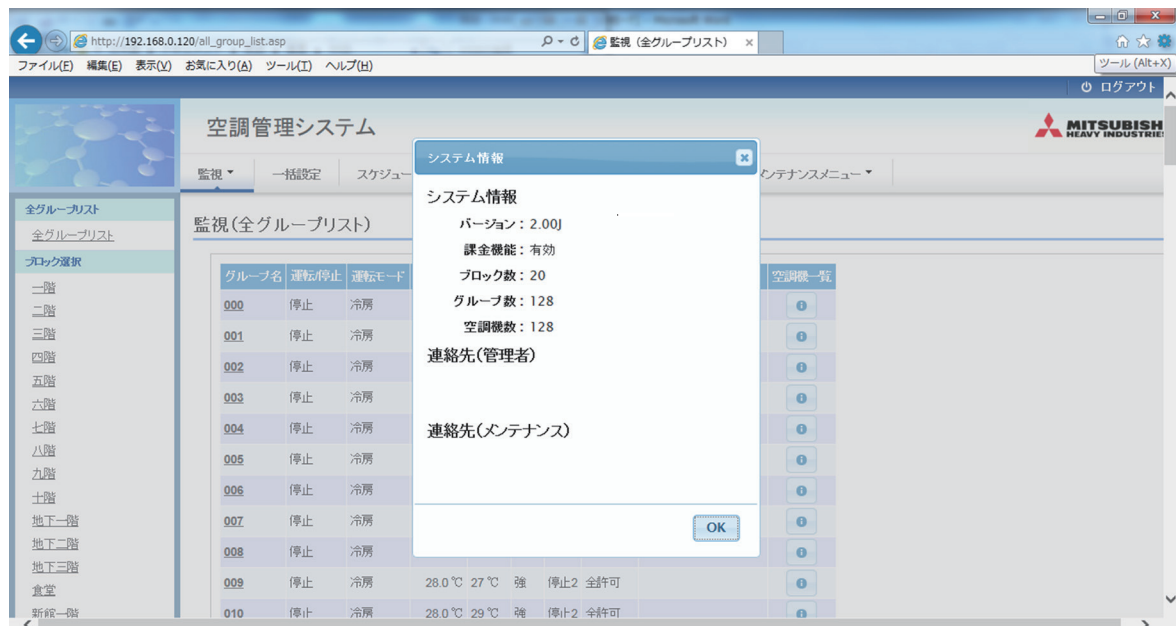 http://192.168.0.120/all_group_list.asp
監視 (全グループリスト)
ファイル(F) 編集(E) 表示(V) お気に入り(A) ツール(T) ヘルプ(H)
ツール (Alt+X)
ログアウト
空調管理システム
MITSUBISH
HEAVY INDUSTRIE
監視 一括設定 スケジュー ンテナンスメニュー
全グループリスト
全グループリスト
ブロック選択
一階
二階
三階
四階
五階
六階
七階
八階
九階
十階
地下一階
地下二階
地下三階
食堂
新館一階
監視(全グループリスト)
グループ名 運転/停止 運転モード 空調機一覧
000 停止 冷房
001 停止 冷房
002 停止 冷房
003 停止 冷房
004 停止 冷房
005 停止 冷房
006 停止 冷房
007 停止 冷房
008 停止 冷房
009 停止 冷房 28.0℃ 27℃ 強 停止2 全許可
010 停止 冷房 28.0℃ 29℃ 強 停止2 全許可
システム情報
システム情報
バージョン : 2.00J
課金機能 : 有効
ブロック数 : 20
グループ数 : 128
空調機数 : 128
連絡先(管理者)
連絡先(メンテナンス)
OK